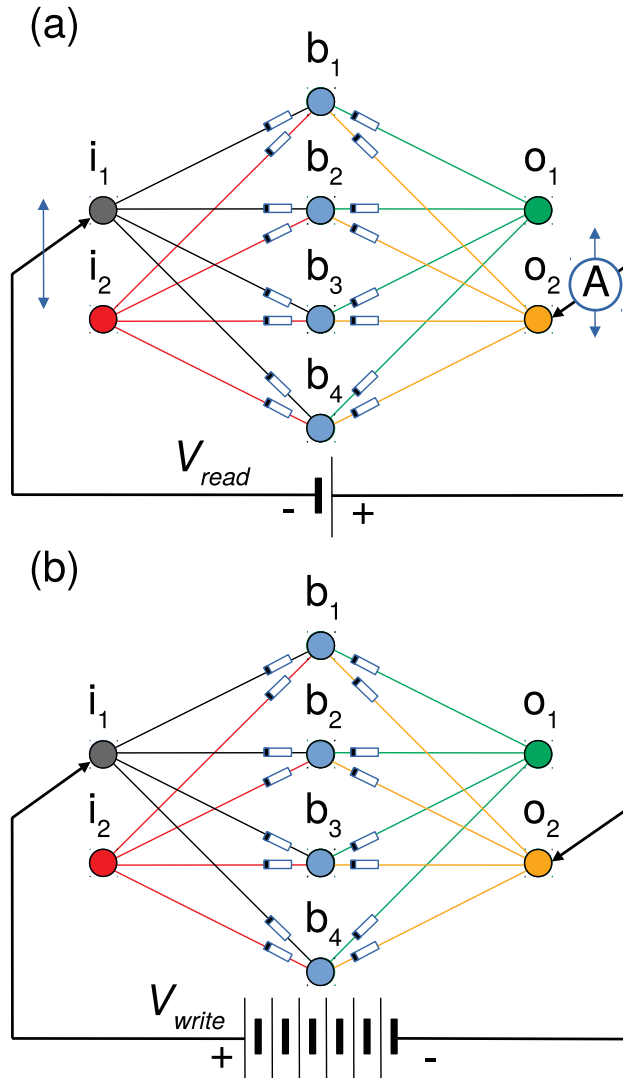 (a)
b1
i1
b2
o1
i2
b3
o2
A
b4
Vread
- +
(b)
b1
i1
b2
o1
i2
b3
o2
b4
Vwrite
+ -